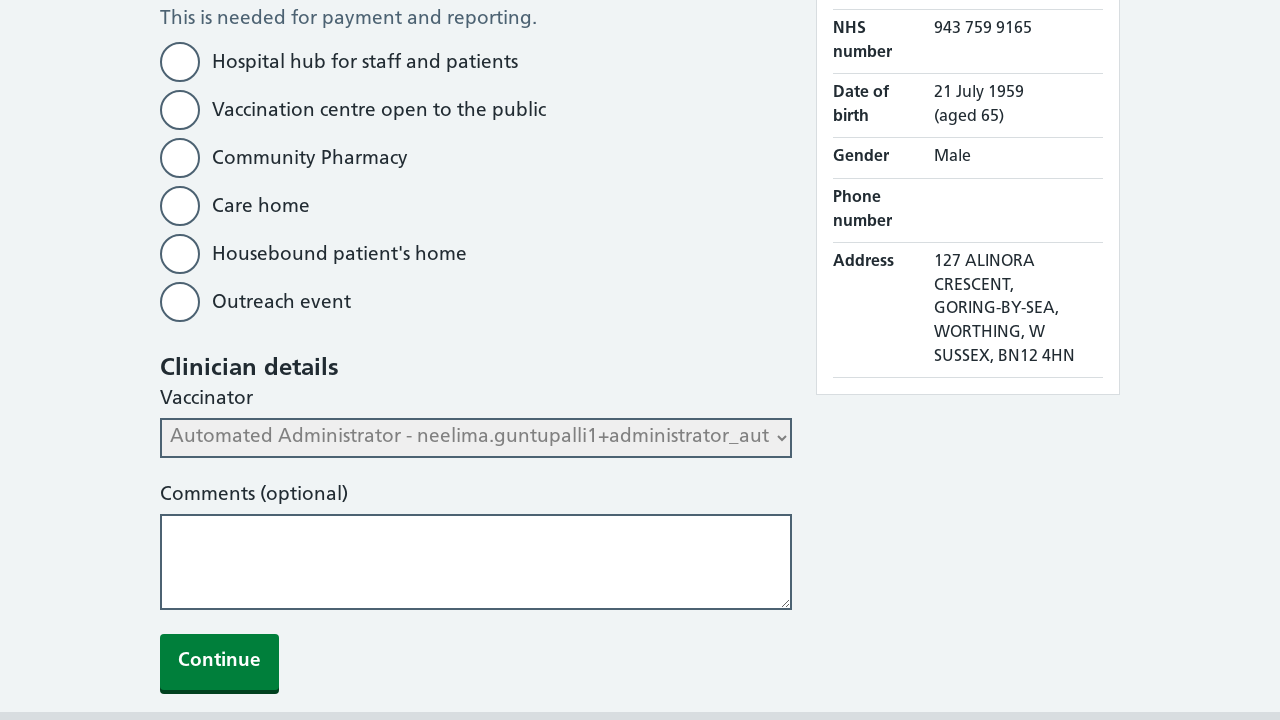 This is needed for payment and reporting.
Hospital hub for staff and patients
Vaccination centre open to the public
Community Pharmacy
Care home
Housebound patient's home
Outreach event
Clinician details
Vaccinator
Automated Administrator - neelima.guntupalli1+administrator_aut
Comments (optional)
Continue
NHS number
943 759 9165
Date of birth
21 July 1959
(aged 65)
Gender
Male
Phone number
Address
127 ALINORA
CRESCENT,
GORING-BY-SEA,
WORTHING, W
SUSSEX, BN12 4HN